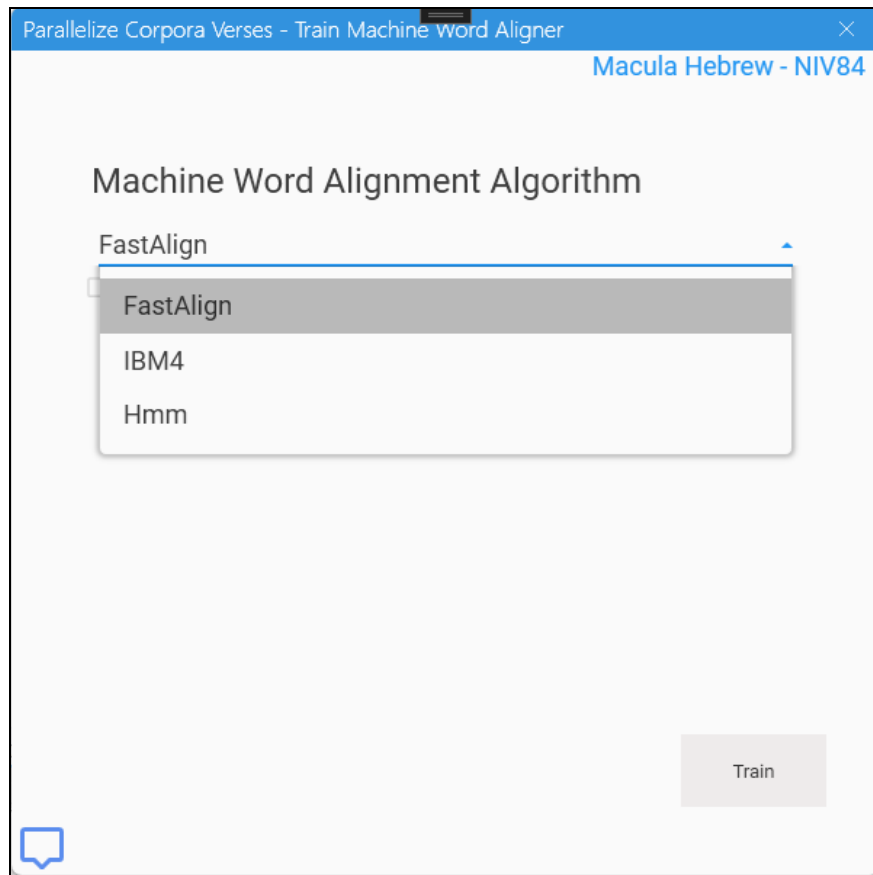 Parallelize Corpora Verses - Train Machine Word Aligner
Macula Hebrew - NIV84
Machine Word Alignment Algorithm
FastAlign
FastAlign
IBM4
Hmm
Train